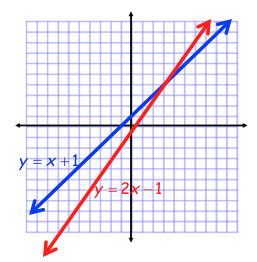 y = x + 1
y = 2x − 1